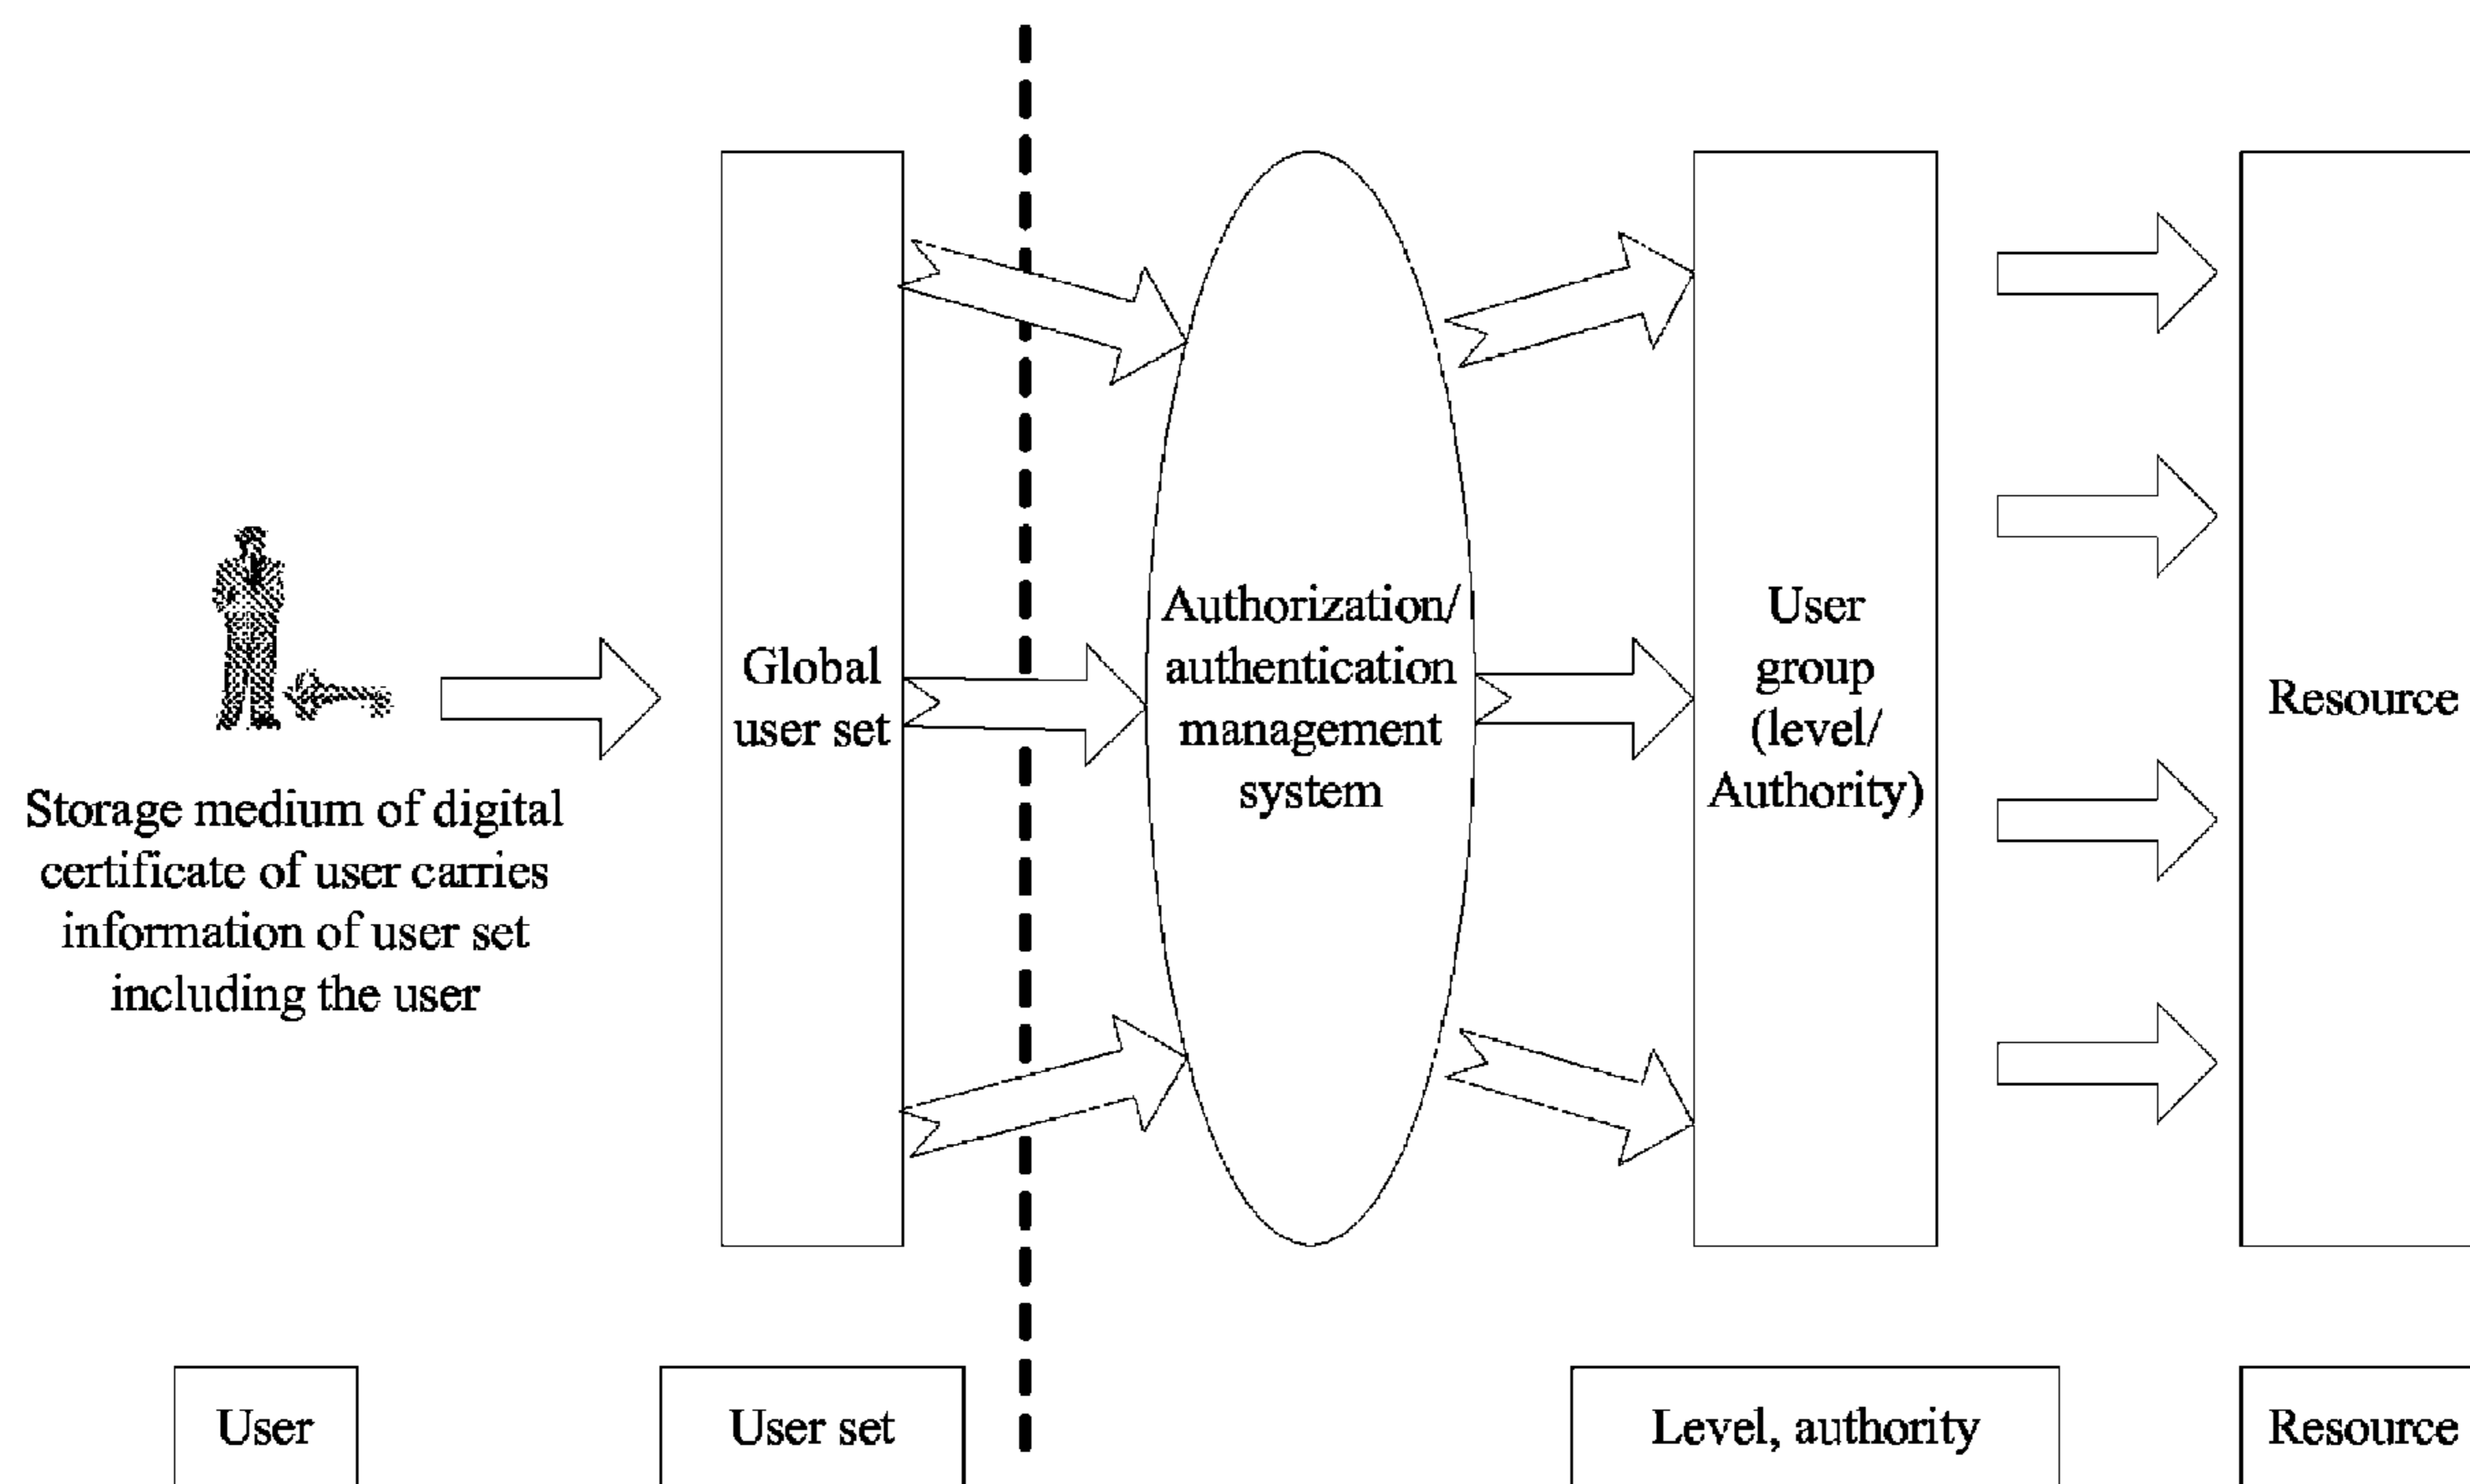 Storage medium of digital
certificate of user carries
information of user set
including the user
Global
user set
Authorization/
authentication
management
system
User
group
(level/
Authority)
Resource
User
User set
Level, authority
Resource